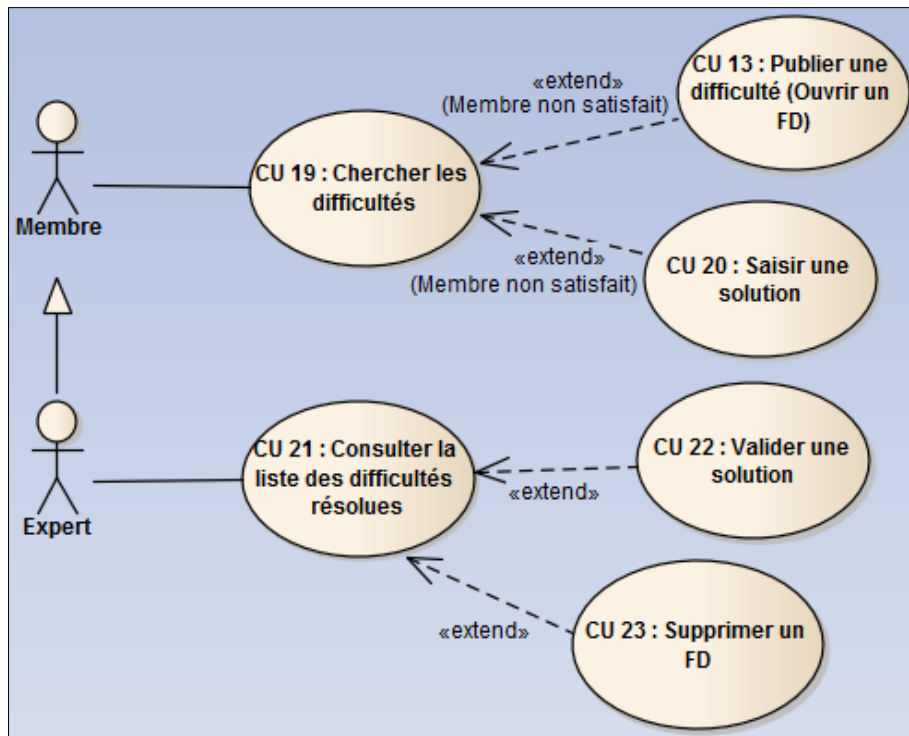 CU 13 : Publier une
difficulté (Ouvrir un
FD)
«extend»
(Membre non satisfait)
CU 19 : Chercher les
difficultés
Membre
«extend»
(Membre non satisfait)
CU 20 : Saisir une
solution
CU 21 : Consulter la
liste des difficultés
résolues
Expert
CU 22 : Valider une
solution
«extend»
«extend»
CU 23 : Supprimer un
FD